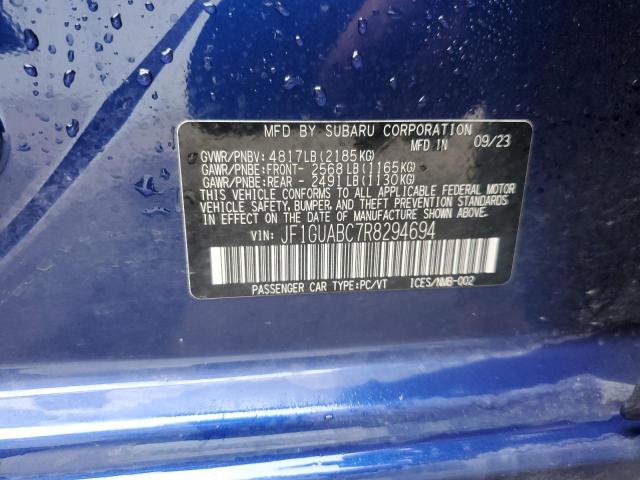 MFD BY SUBARU CORPORATION
MFD IN 09/23
GVWR/PNBV: 4817LB(2185KG)
GAWR/PNBE:FRONT- 2568LB(1165KG)
GAWR/PNBE:REAR - 2491LB(1130KG)
THIS VEHICLE CONFORMS TO ALL APPLICABLE FEDERAL MOTOR
VEHICLE SAFETY,BUMPER,AND THEFT PREVENTION STANDARDS
IN EFFECT ON THE DATE OF MANUFACTURE SHOWN ABOVE.
VIN: JF1GUABC7R8294694
PASSENGER CAR TYPE:PC/VT ICES/NMB-002